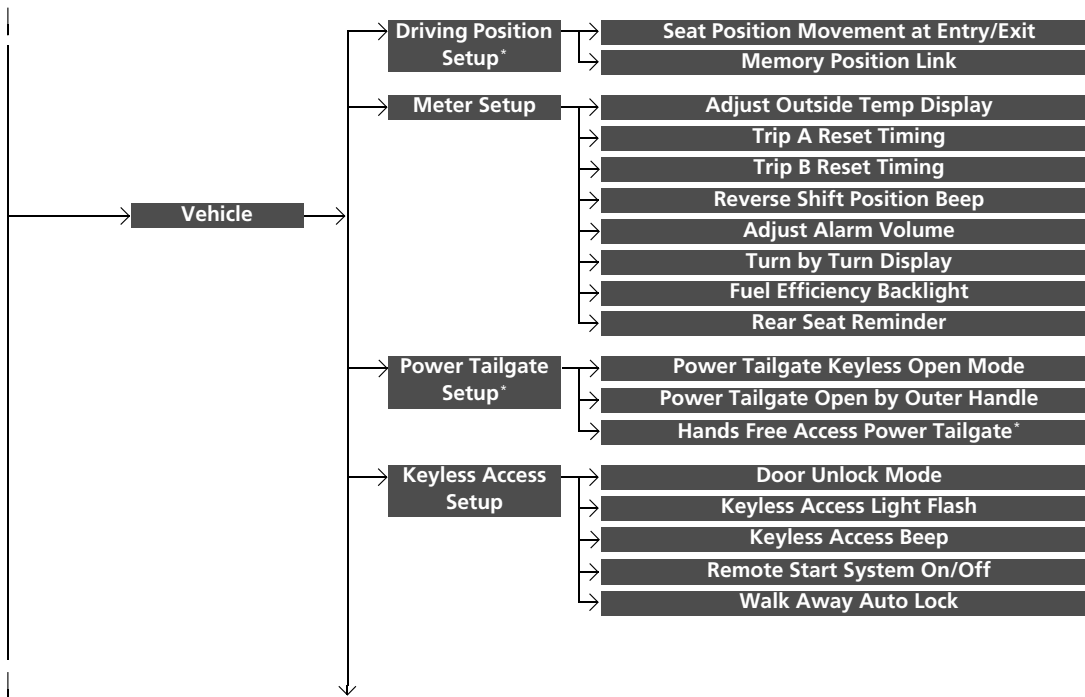 Vehicle
Driving Position
Setup*
Seat Position Movement at Entry/Exit
Memory Position Link
Meter Setup
Adjust Outside Temp Display
Trip A Reset Timing
Trip B Reset Timing
Reverse Shift Position Beep
Adjust Alarm Volume
Turn by Turn Display
Fuel Efficiency Backlight
Rear Seat Reminder
Power Tailgate
Setup*
Power Tailgate Keyless Open Mode
Power Tailgate Open by Outer Handle
Hands Free Access Power Tailgate*
Keyless Access
Setup
Door Unlock Mode
Keyless Access Light Flash
Keyless Access Beep
Remote Start System On/Off
Walk Away Auto Lock